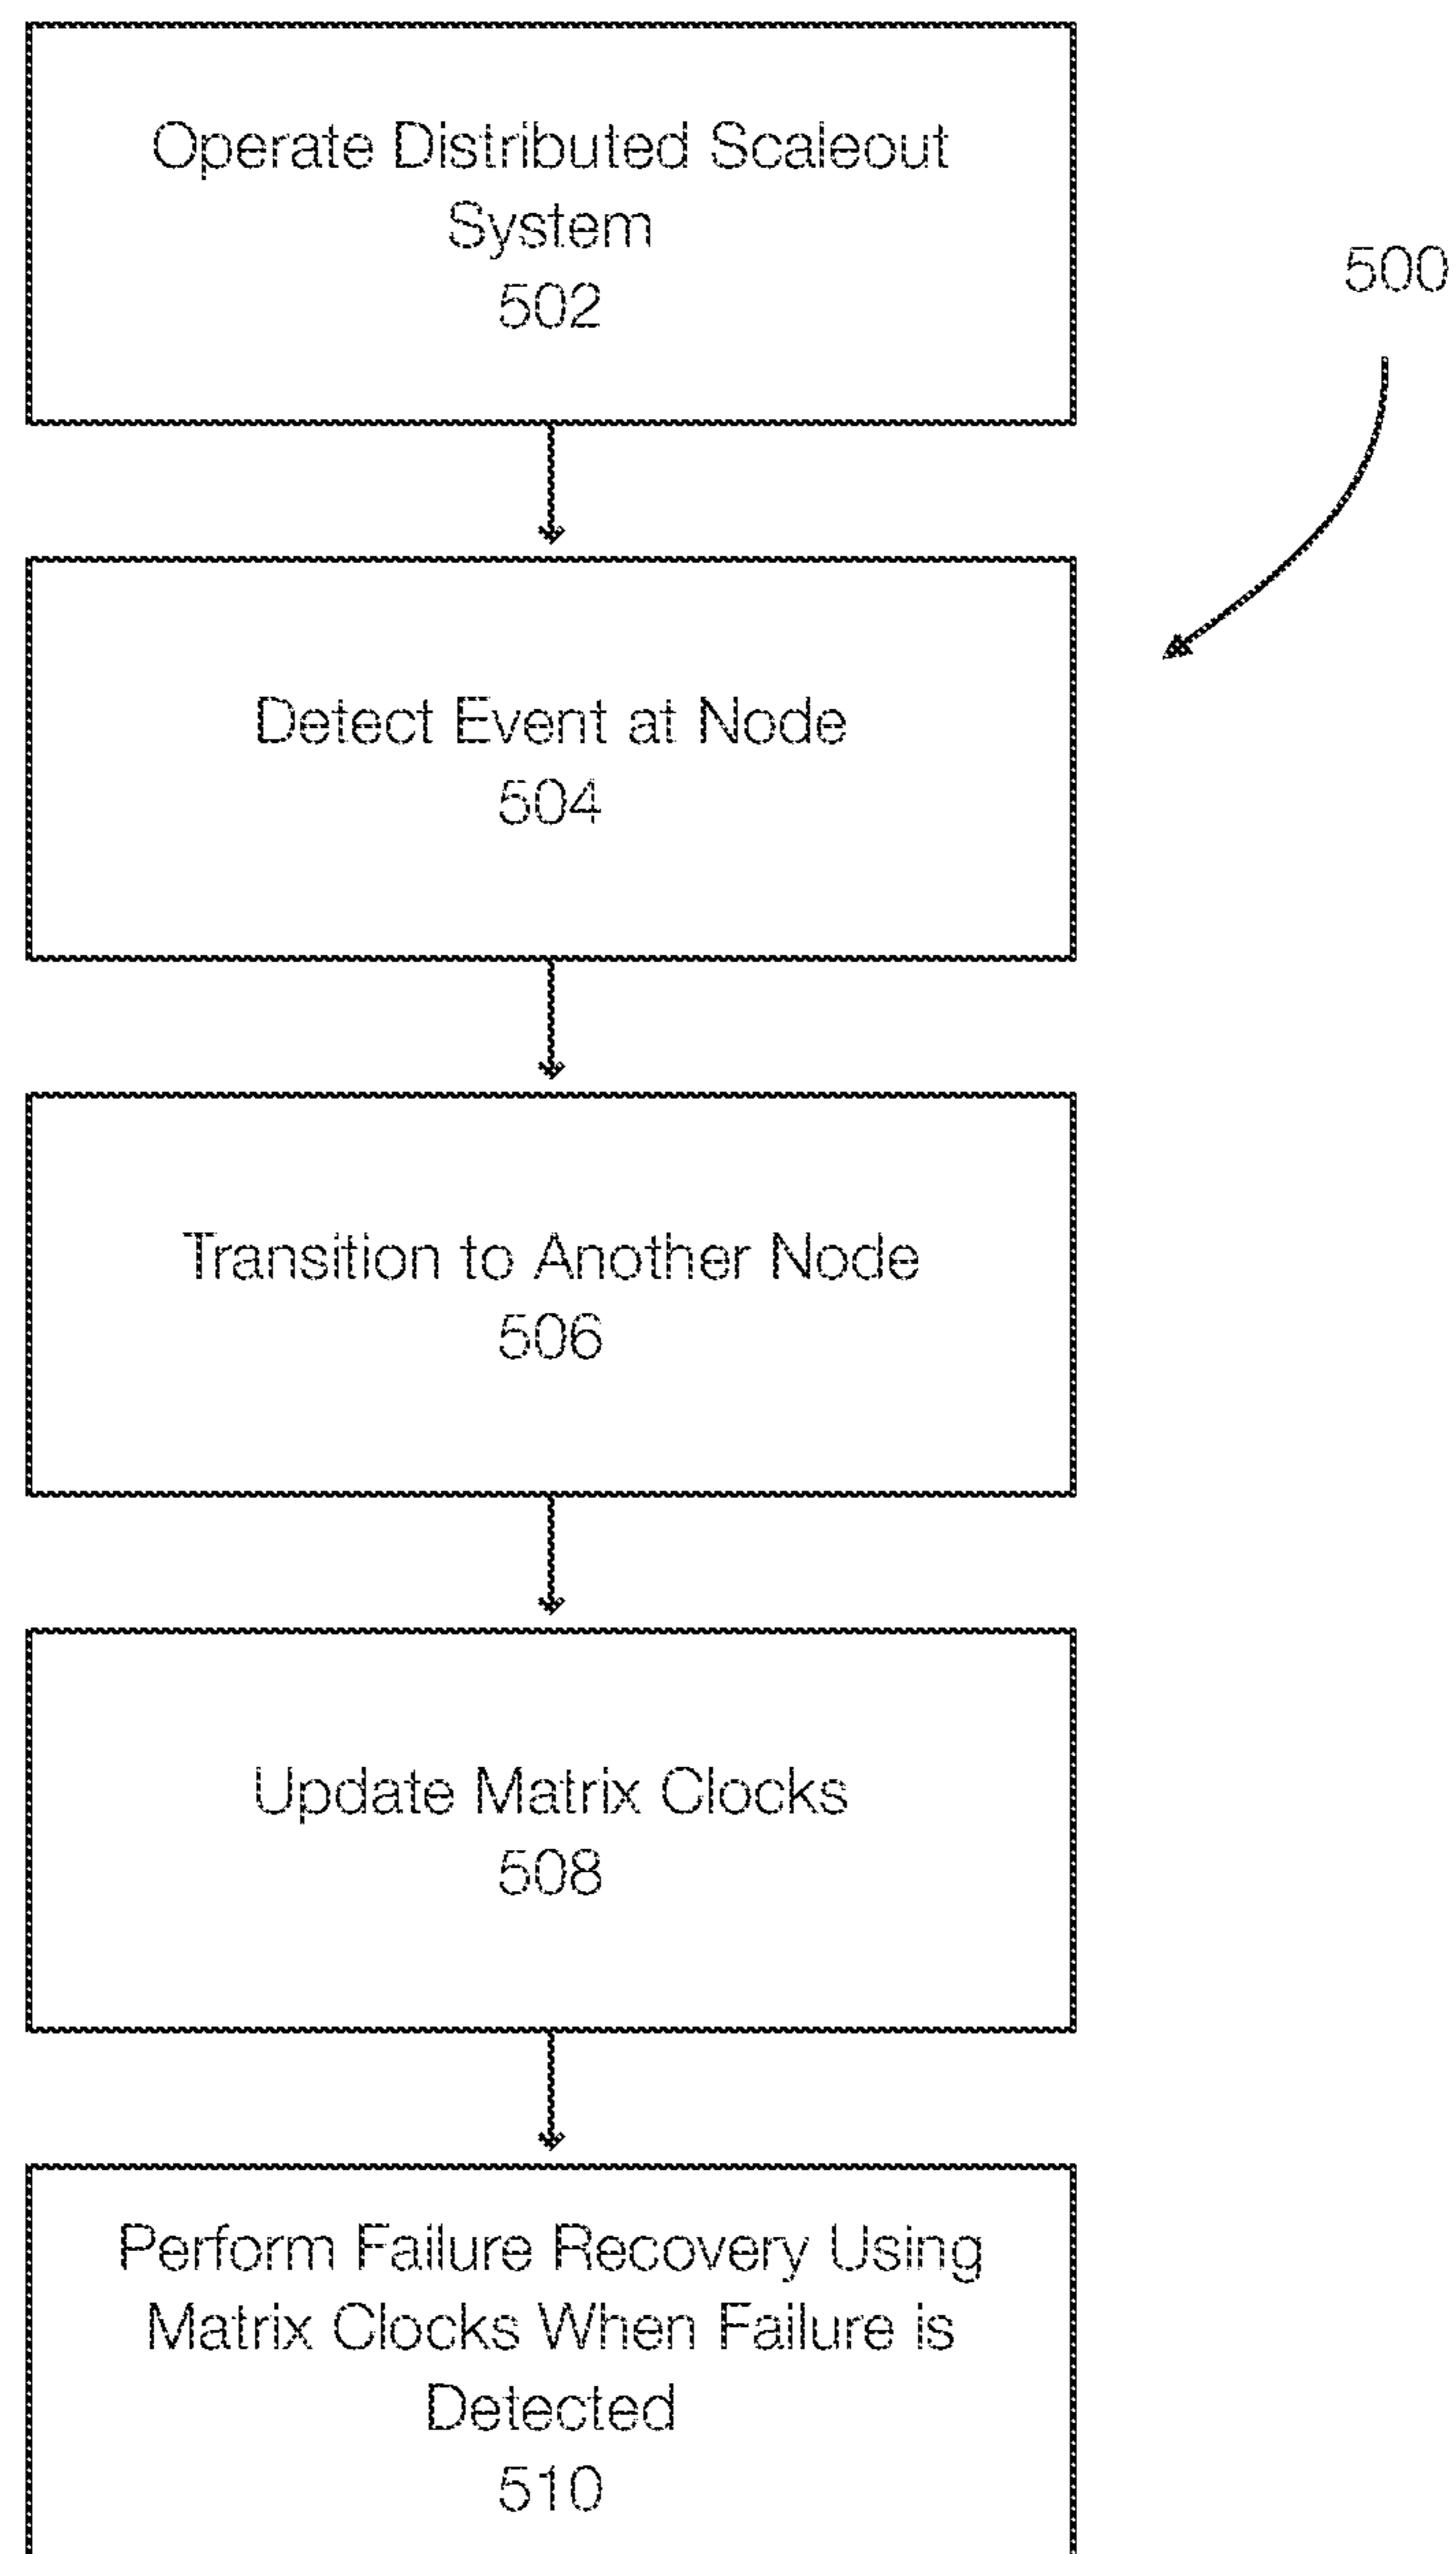 Operate Distributed Scaleout
System
502
500
Detect Event at Node
504
Transition to Another Node
506
Update Matrix Clocks
508
Perform Failure Recovery Using
Matrix Clocks When Failure is
Detected
510